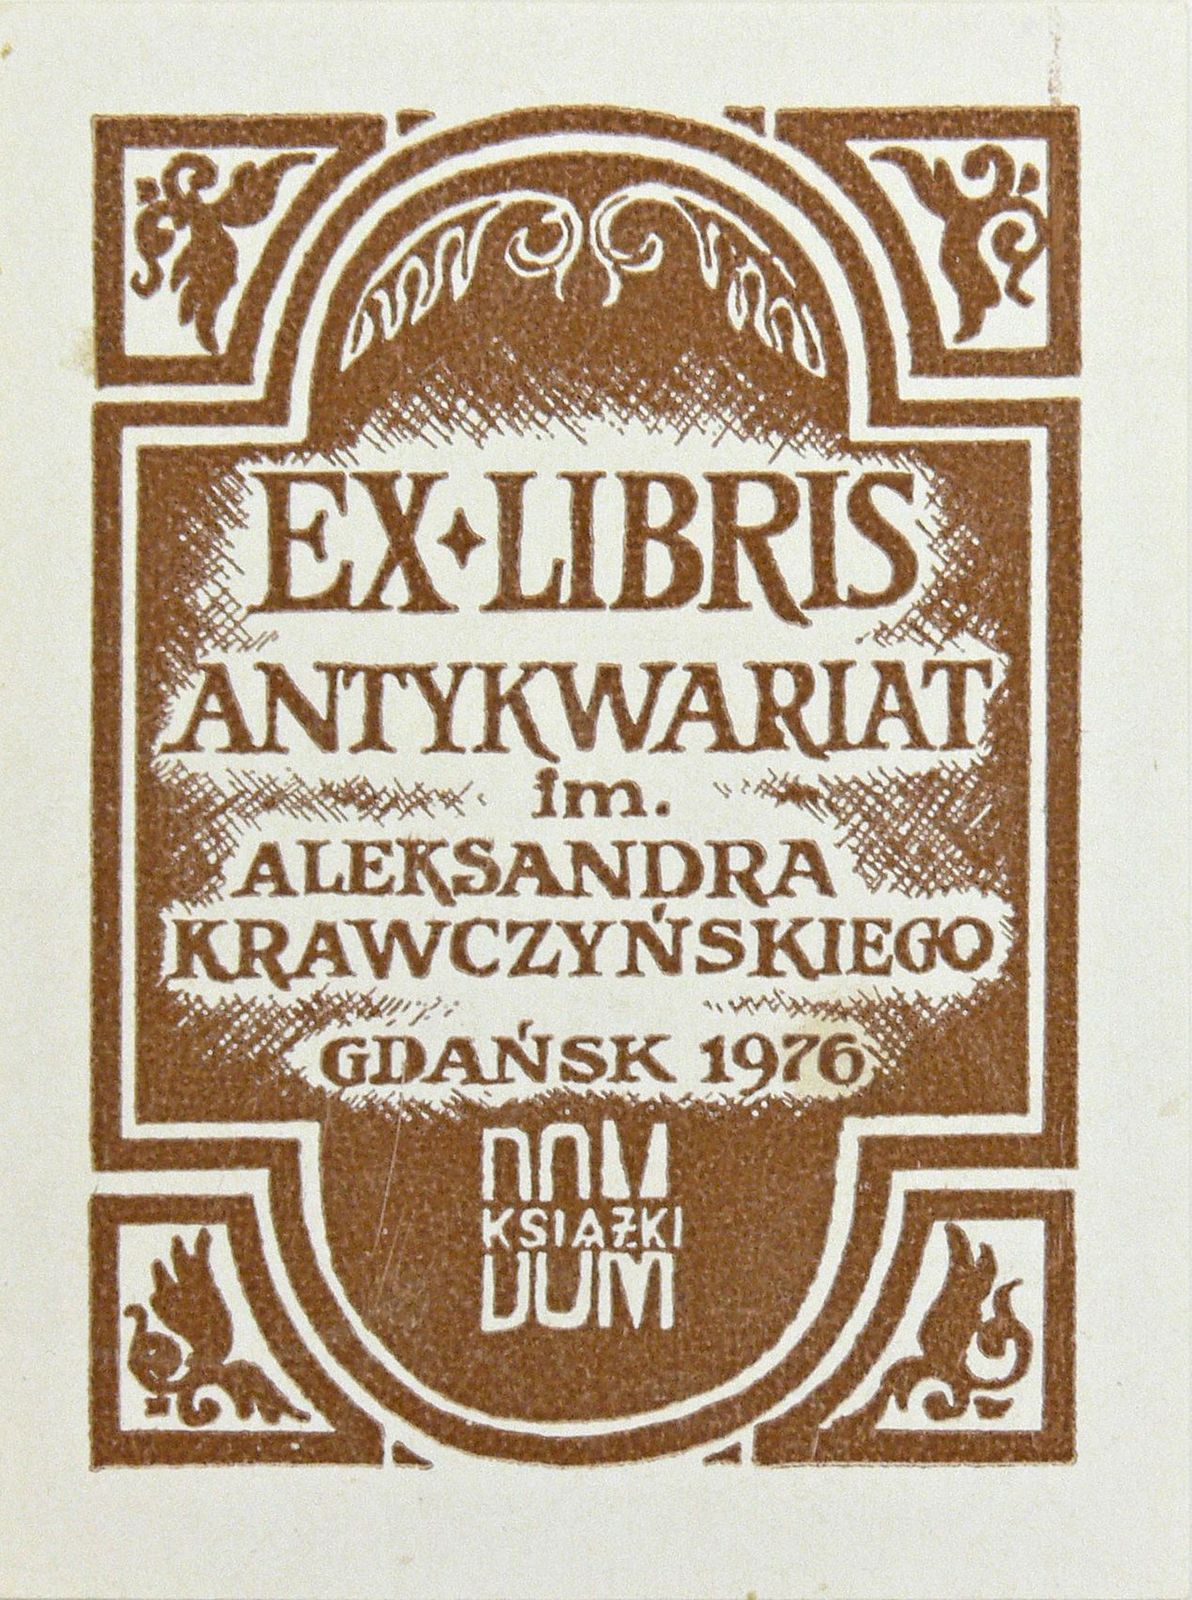 EX·LIBRIS
ANTYKWARIAT
im.
ALEKSANDRA
KRAWCZYŃSKIEGO
GDAŃSK 1976
DOM
KSIĄŻKI
DOM